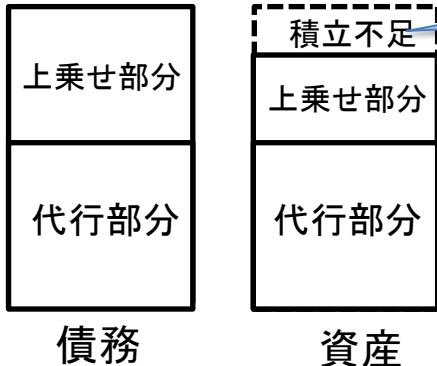 上乗せ部分
代行部分
債務
積立不足
上乗せ部分
代行部分
資産